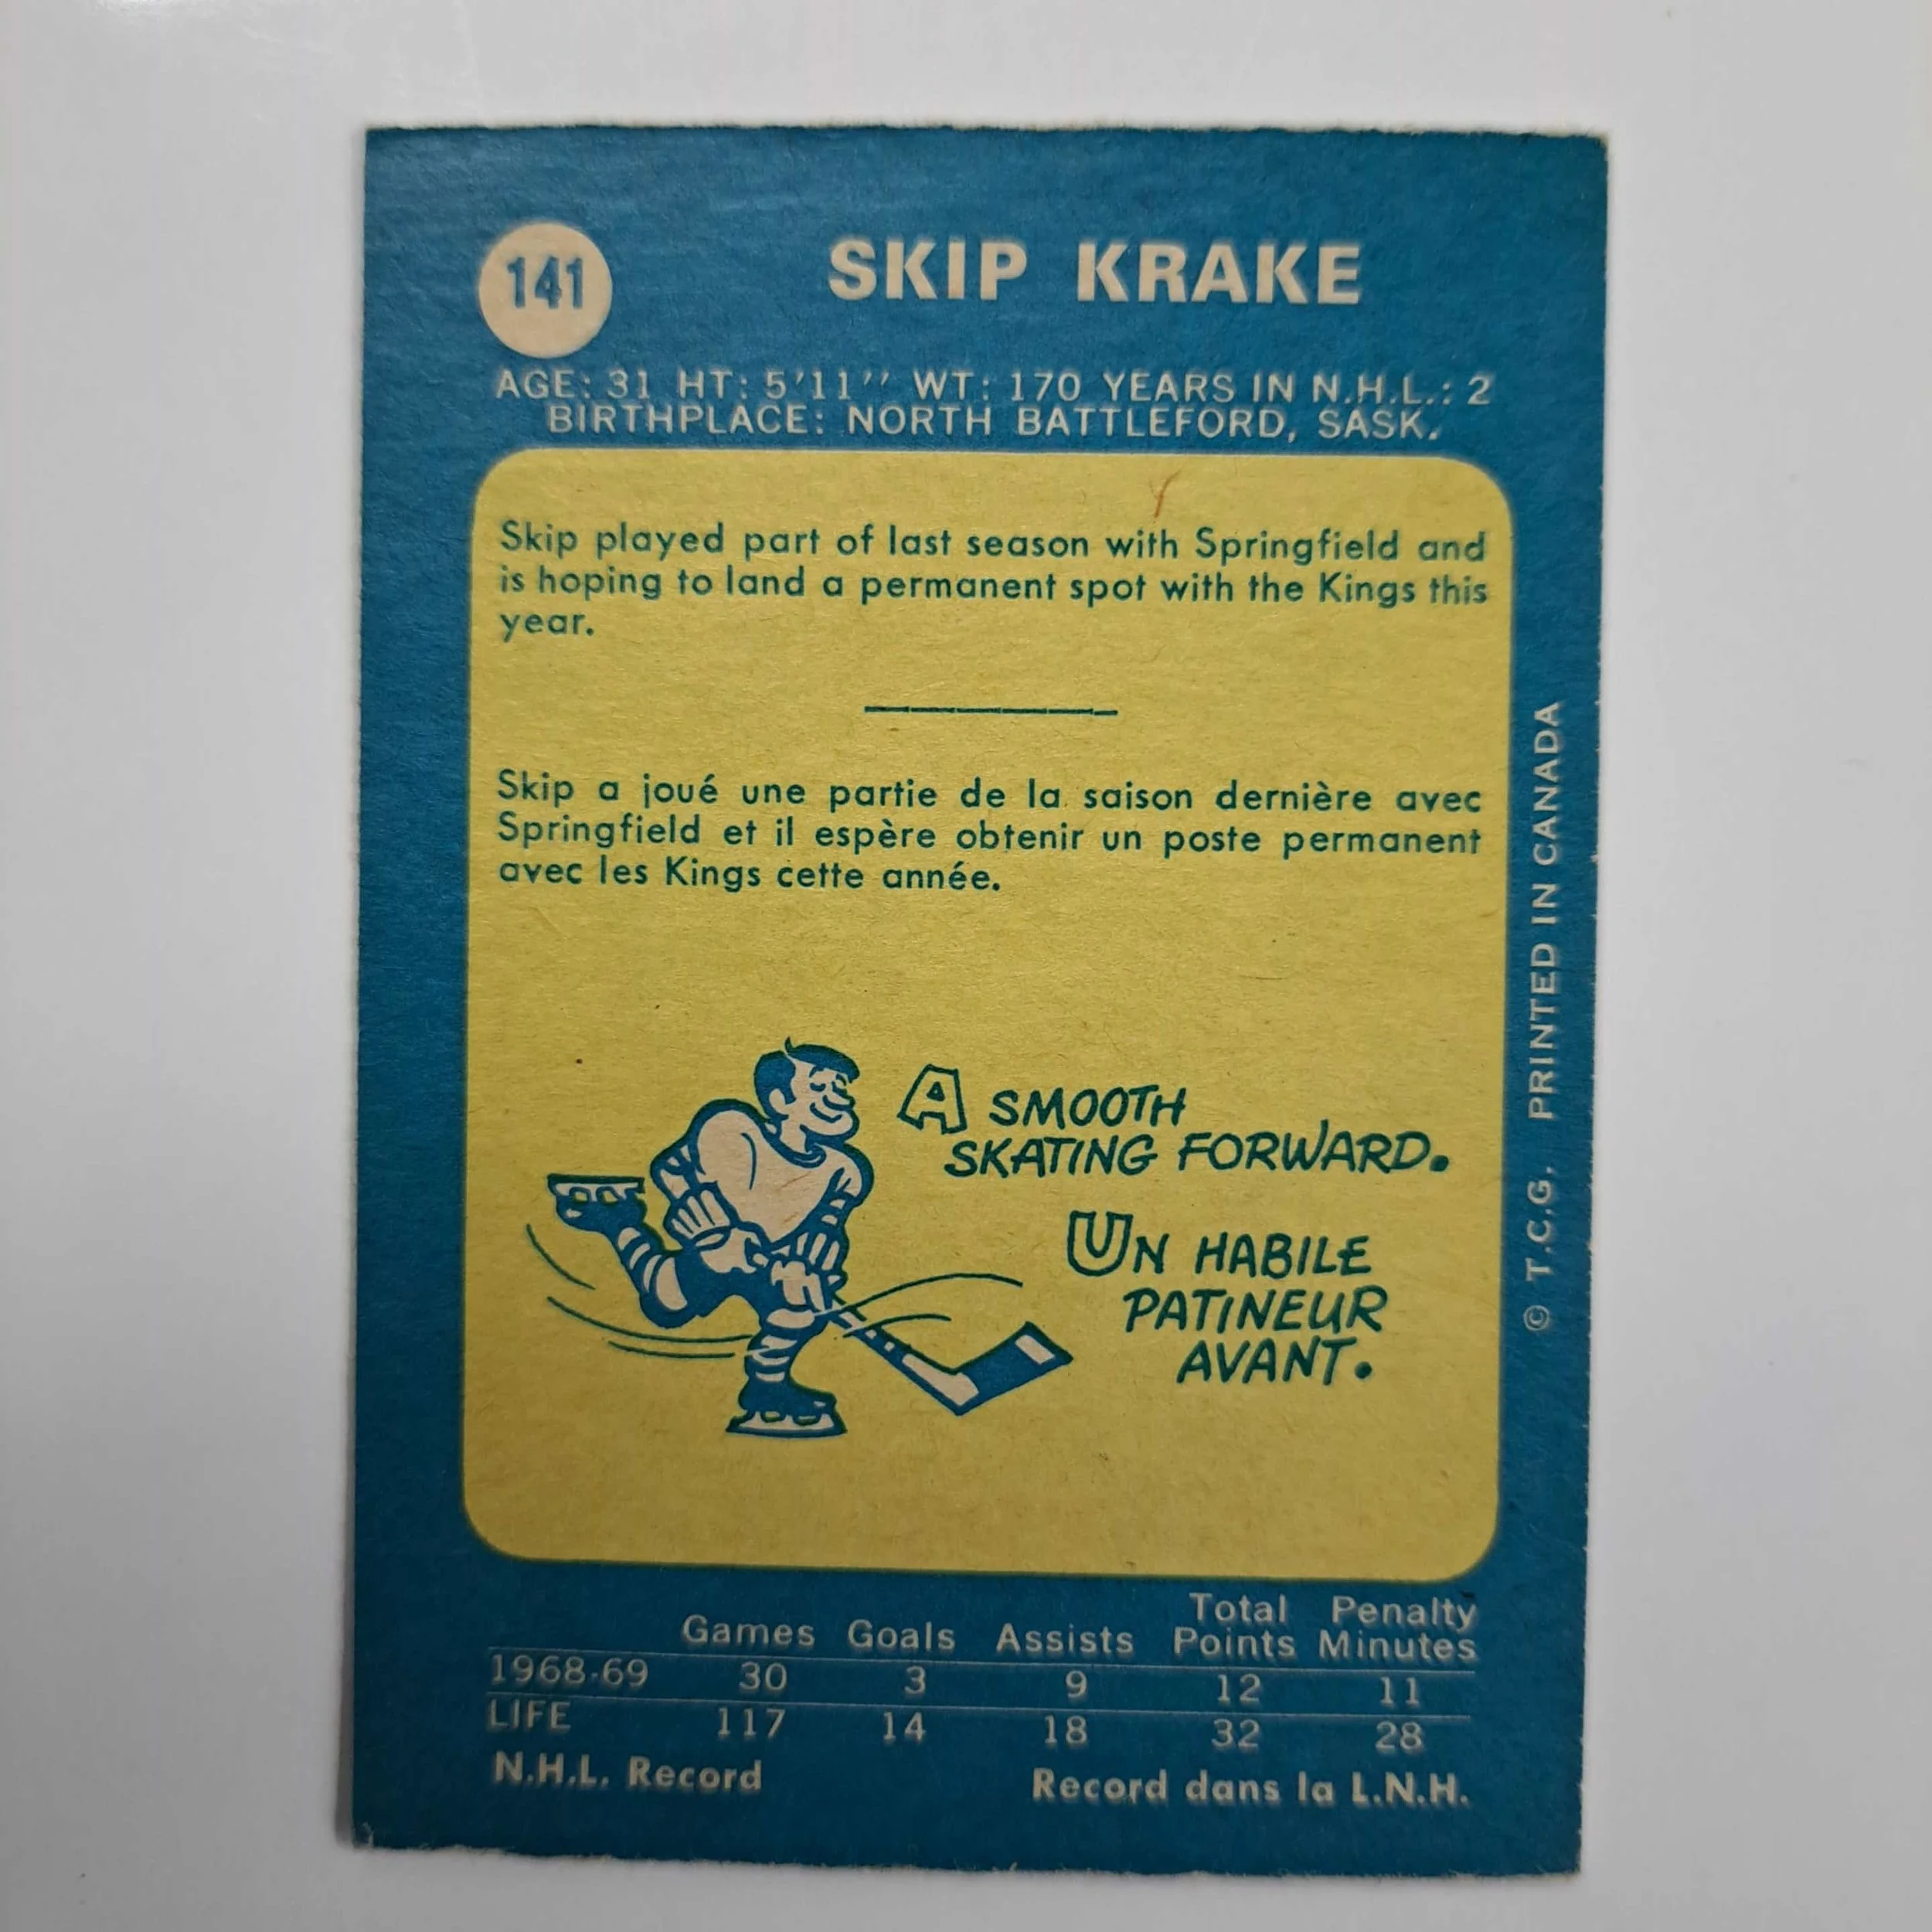 141
SKIP KRAKE
AGE: 31 HT: 5'11'' WT: 170 YEARS IN N.H.L.: 2
BIRTHPLACE: NORTH BATTLEFORD, SASK.
Skip played part of last season with Springfield and
is hoping to land a permanent spot with the Kings this
year.
Skip a joué une partie de la saison dernière avec
Springfield et il espère obtenir un poste permanent
avec les Kings cette année.
A SMOOTH
SKATING FORWARD.
UN HABILE
PATINEUR
AVANT.
© T.C.G. PRINTED IN CANADA
Games Goals Assists Total Points Penalty Minutes
1968-69 30 3 9 12 11
LIFE 117 14 18 32 28
N.H.L. Record Record dans la L.N.H.